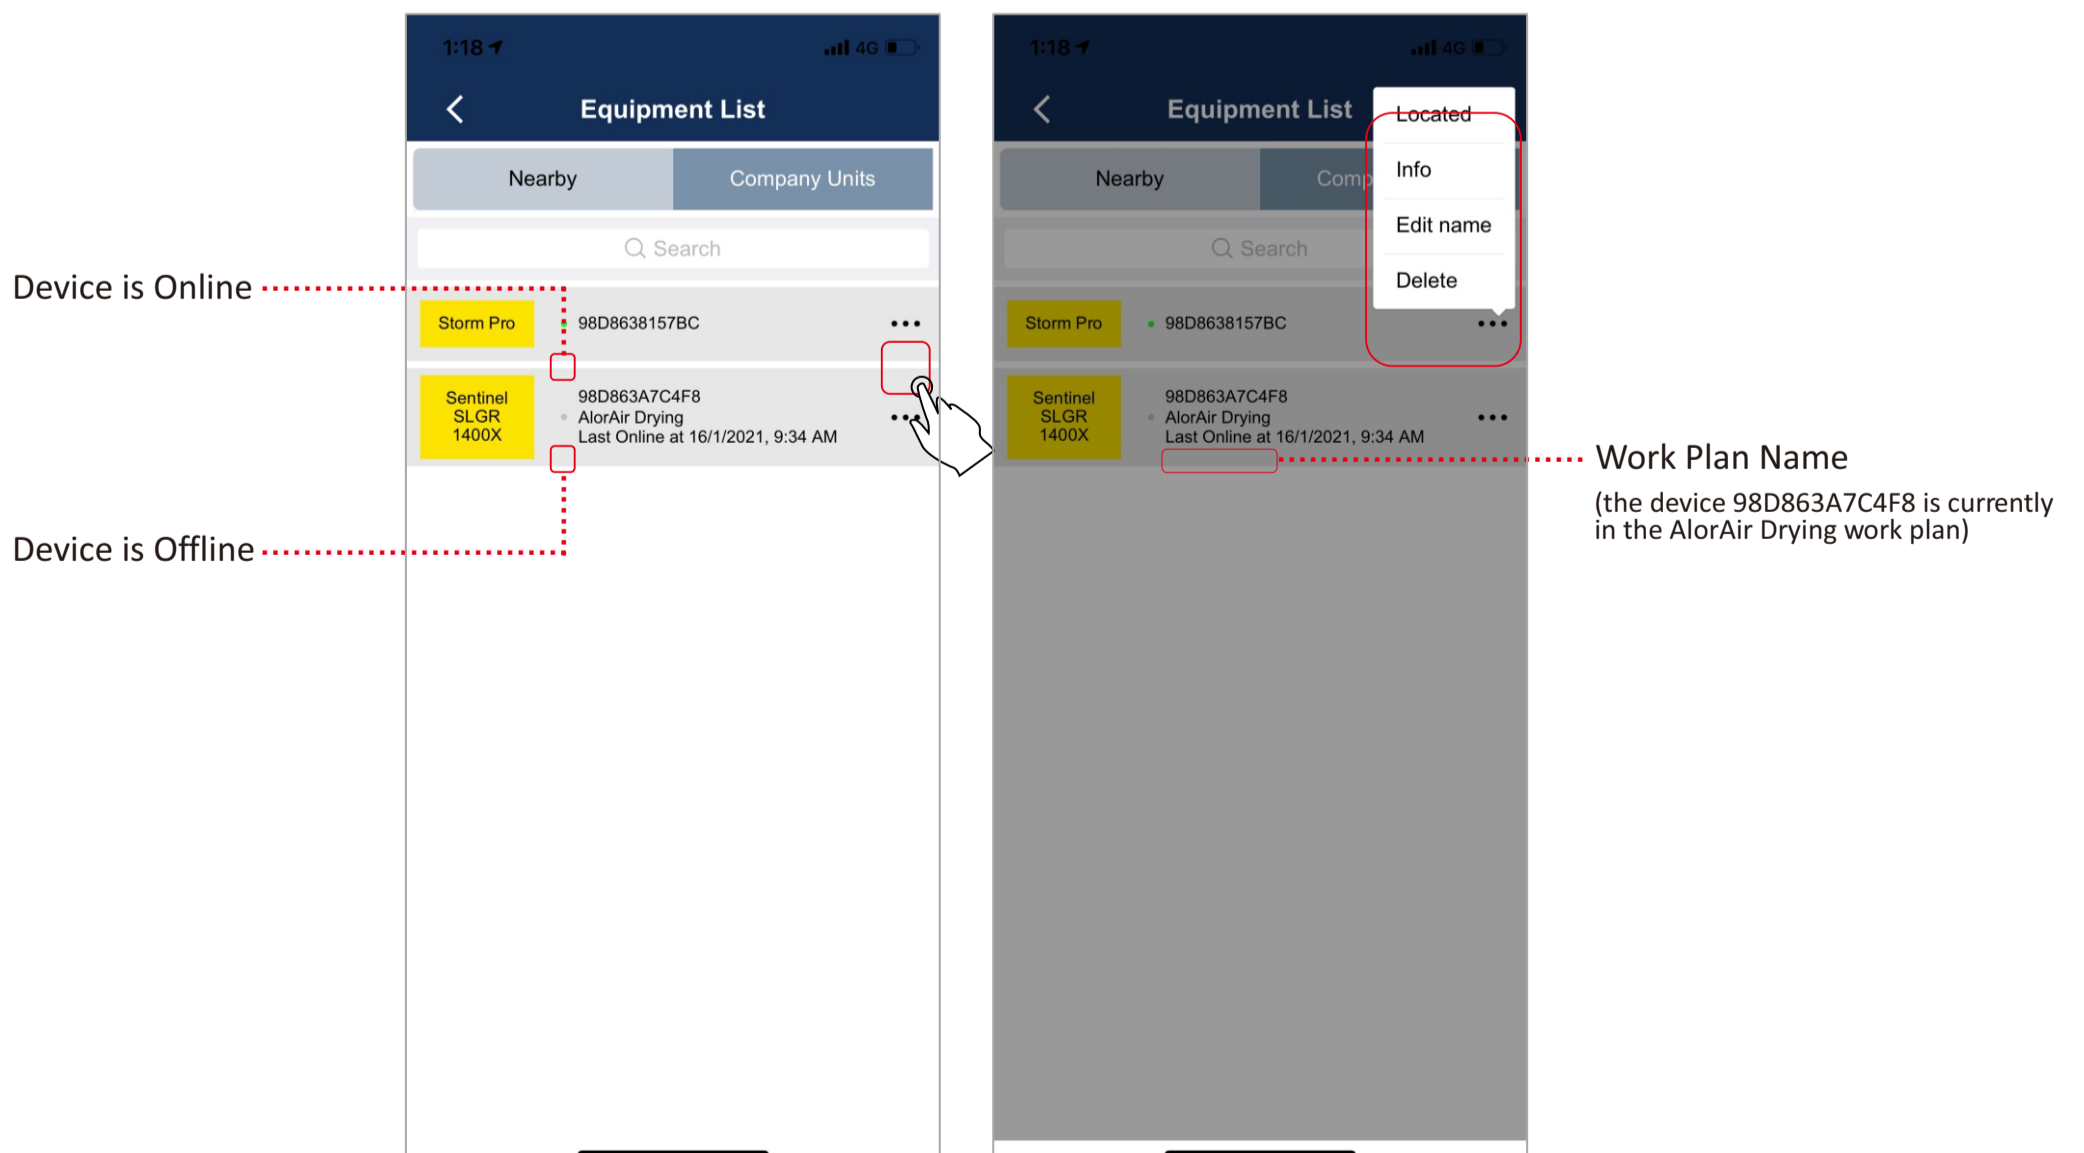 1:18
4G
Equipment List
Nearby
Company Units
Search
Device is Online
Storm Pro
98D8638157BC
Sentinel
SLGR
1400X
98D863A7C4F8
AlorAir Drying
Last Online at 16/1/2021, 9:34 AM
Device is Offline
1:18
4G
Equipment List
Located
Info
Edit name
Delete
Nearby
Comp
Search
Storm Pro
98D8638157BC
Sentinel
SLGR
1400X
98D863A7C4F8
AlorAir Drying
Last Online at 16/1/2021, 9:34 AM
Work Plan Name
(the device 98D863A7C4F8 is currently
in the AlorAir Drying work plan)